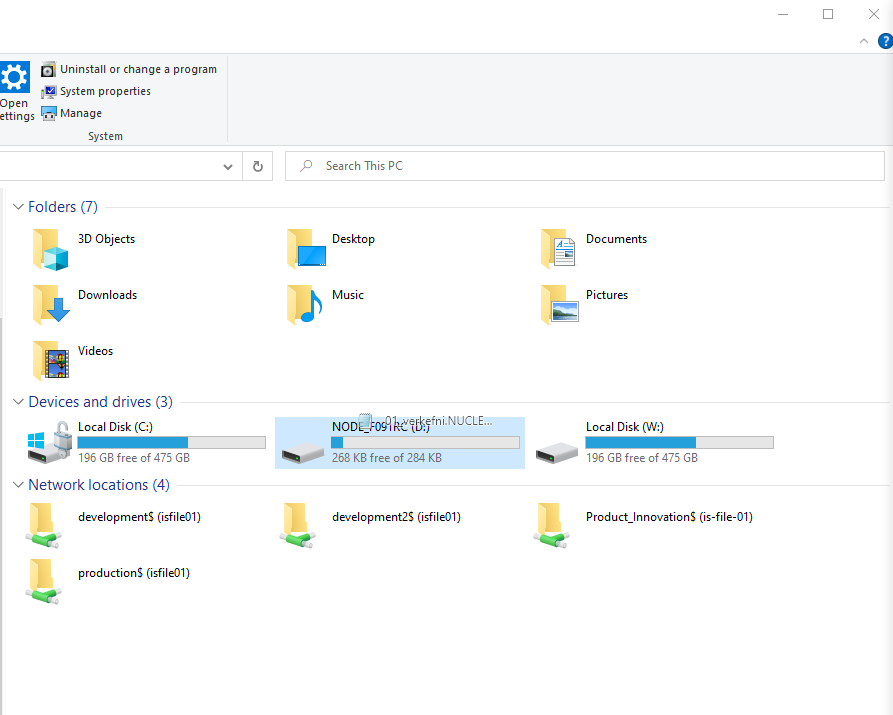 ?
Uninstall or change a program
System properties
Open
ettings
Manage
System
Search This PC
Folders (7)
3D Objects
Desktop
Documents
Downloads
Music
Pictures
Videos
Devices and drives (3)
01_verkefni.NUCLE...
Local Disk (C:)
NODE_F091RC (D:)
Local Disk (W:)
196 GB free of 475 GB
268 KB free of 284 KB
196 GB free of 475 GB
Network locations (4)
development$ (isfile01)
development2$ (isfile01)
Product_Innovation$ (is-file-01)
production$ (isfile01)